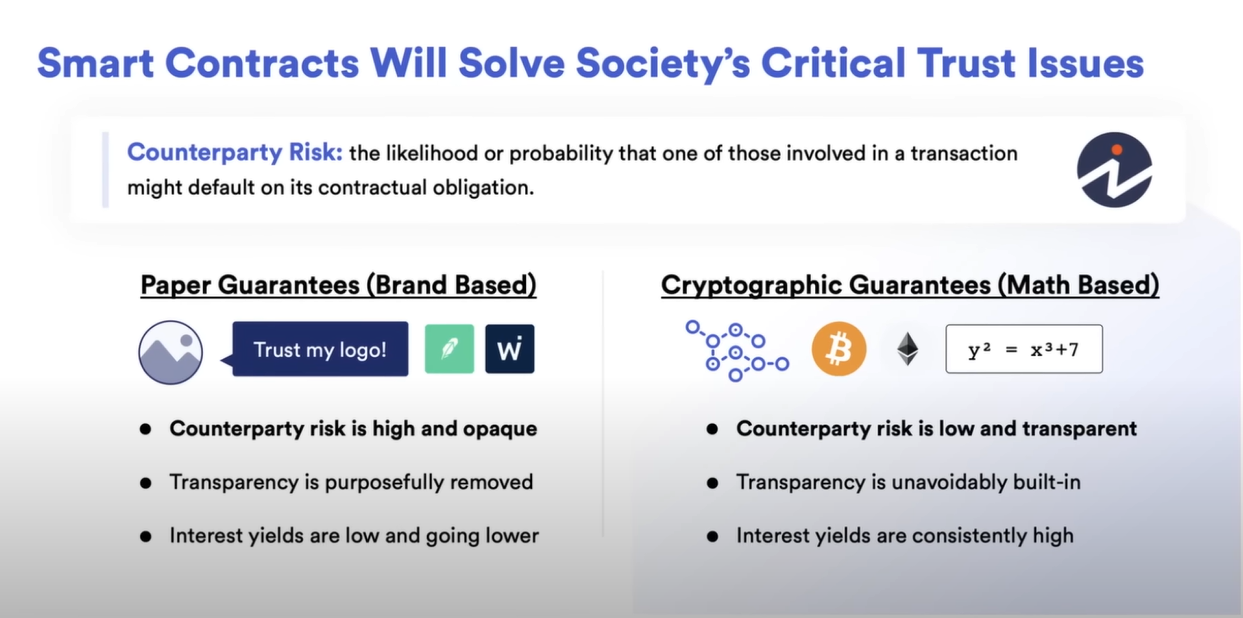 Smart Contracts Will Solve Society's Critical Trust Issues
Counterparty Risk: the likelihood or probability that one of those involved in a transaction
might default on its contractual obligation.
Paper Guarantees (Brand Based)
Trust my logo!
W
Counterparty risk is high and opaque
Transparency is purposefully removed
Interest yields are low and going lower
Cryptographic Guarantees (Math Based)
₿
y² = x³+7
Counterparty risk is low and transparent
Transparency is unavoidably built-in
Interest yields are consistently high